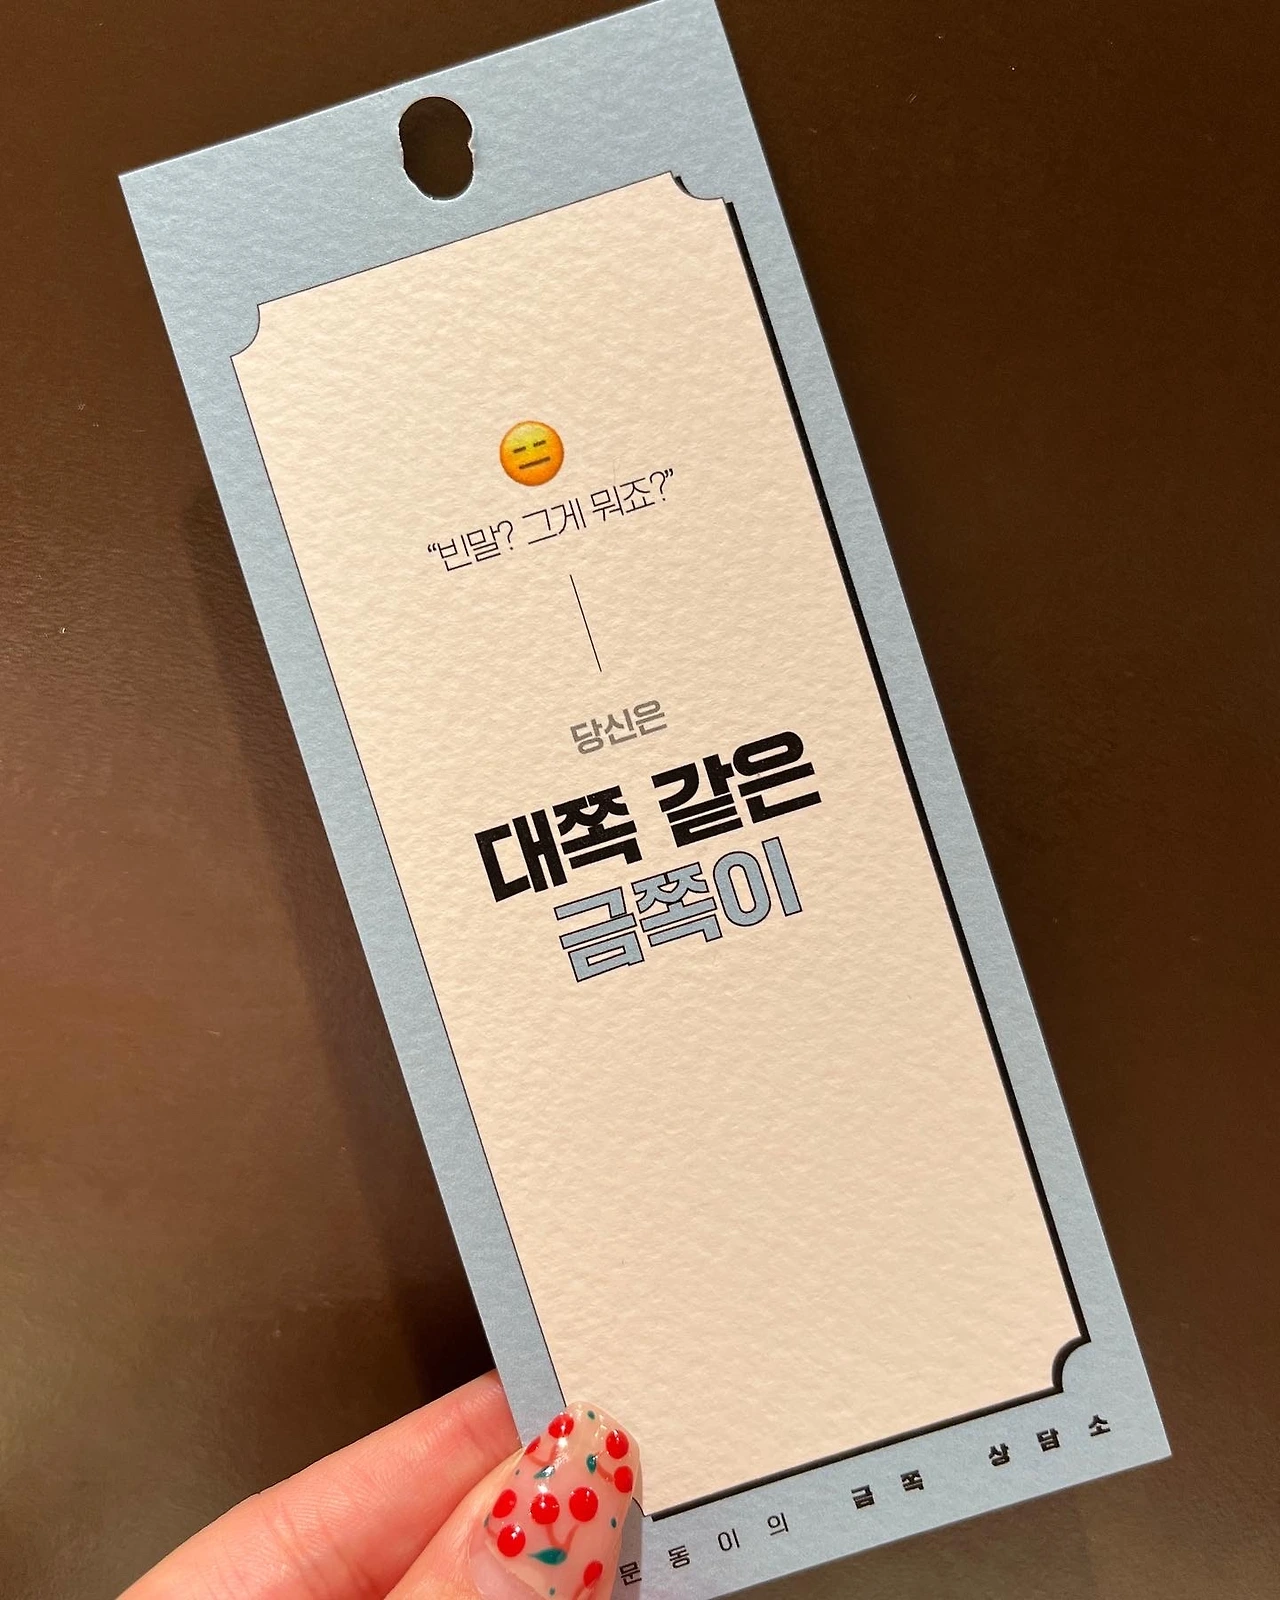 “빈말? 그게 뭐죠?”
당신은
대쪽 같은
금쪽이
문동이의 금쪽 상담소